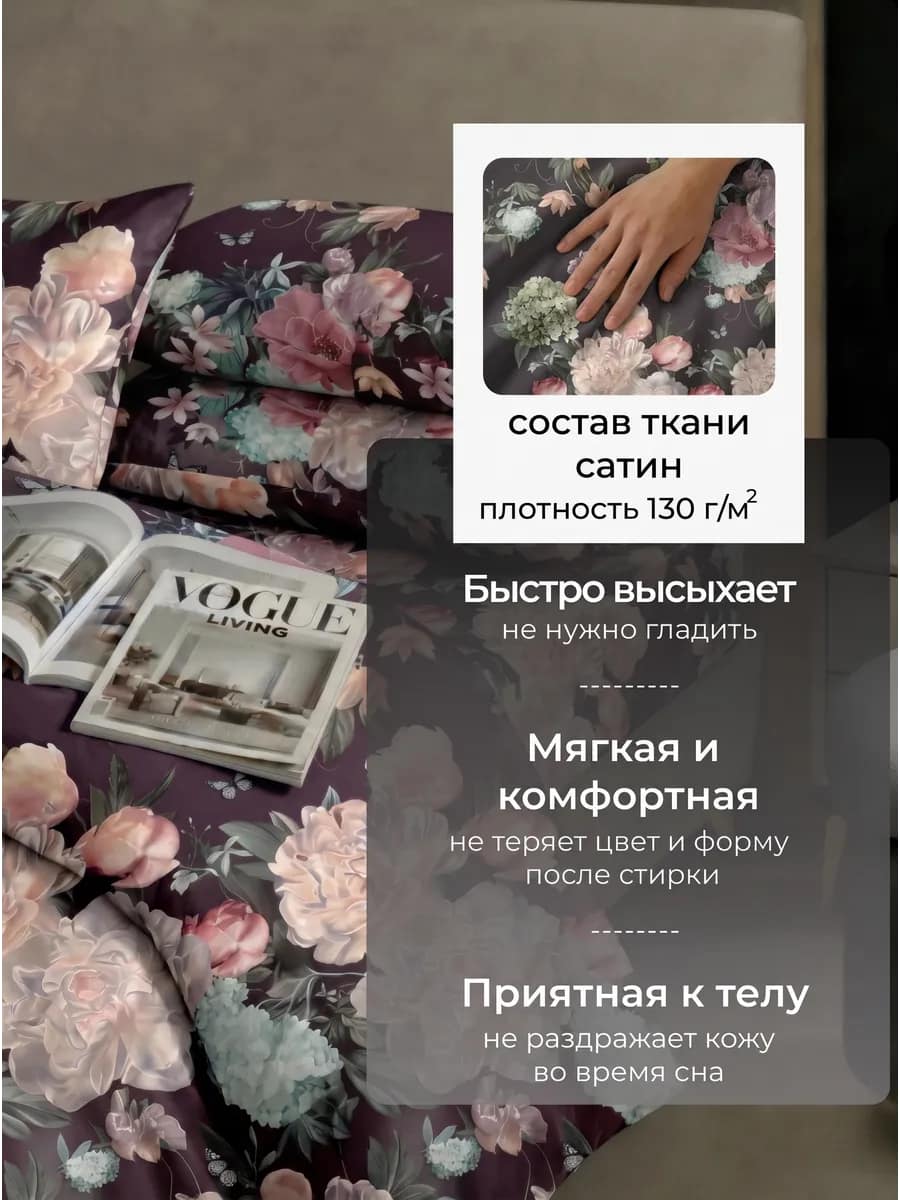 состав ткани
сатин
плотность 130 г/м²
Быстро высыхает
не нужно гладить
---------
Мягкая и
комфортная
не теряет цвет и форму
после стирки
--------
Приятная к телу
не раздражает кожу
во время сна
VOGUE
LIVING